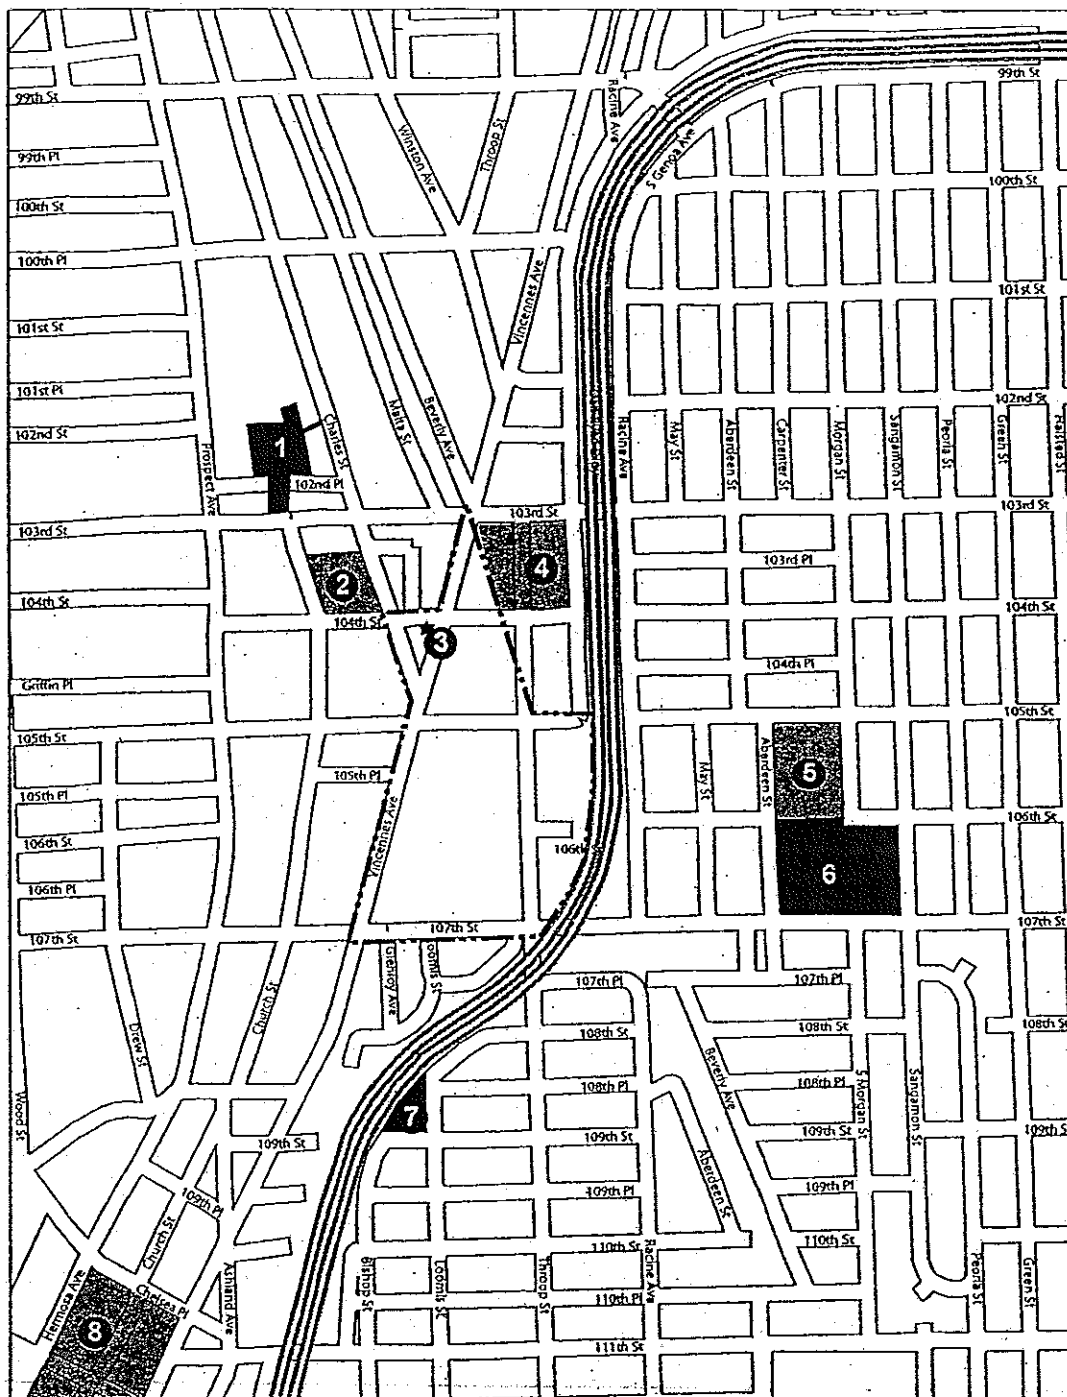 99th St
99th St
Racine Ave
Winston Ave
Throop St
99th Pl
S Genoa Ave
100th St
100th St
100th Pl
Vincennes Ave
101st St
101st St
101st Pl
102nd St
102nd St
Prospect Ave
1
Charles St
Malta St
Beverly Ave
Racine Ave
May St
Aberdeen St
Carpenter St
Morgan St
Sangamon St
Peoria St
Green St
Halsted St
102nd Pl
103rd St
103rd St
103rd St
2
4
103rd Pl
104th St
104th St
104th St
3
104th Pl
Griffin Pl
105th St
105th St
105th Pl
105th Pl
May St
Aberdeen St
5
106th St
106th St
Vincennes Ave
106th
6
106th Pl
107th St
107th St
107th St
Glenroy Ave
Loomis St
107th Pl
107th Pl
Church St
Drew St
108th St
108th St
108th St
Wood St
108th Pl
Beverly Ave
108th Pl
S Morgan St
Sangamon St
7
109th St
109th St
109th St
109th St
109th Pl
Church St
109th Pl
Aberdeen St
109th Pl
110th St
110th St
Hermosa Ave
Chelsea Pl
Ashland Ave
Bishop St
Loomis St
Throop St
Racine Ave
Peoria St
Green St
8
110th Pl
111th St